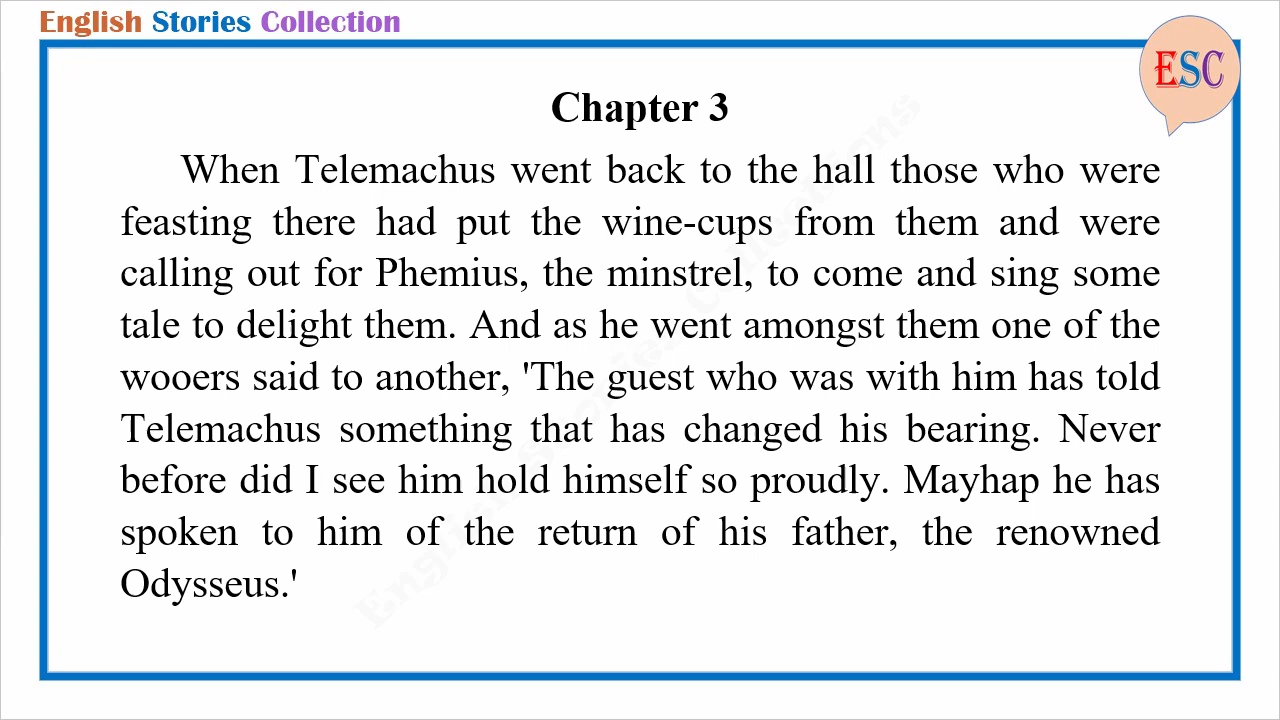 English Stories Collection
ESC
Chapter 3
When Telemachus went back to the hall those who were
feasting there had put the wine-cups from them and were
calling out for Phemius, the minstrel, to come and sing some
tale to delight them. And as he went amongst them one of the
wooers said to another, 'The guest who was with him has told
Telemachus something that has changed his bearing. Never
before did I see him hold himself so proudly. Mayhap he has
spoken to him of the return of his father, the renowned
Odysseus.'
English Stories Collections